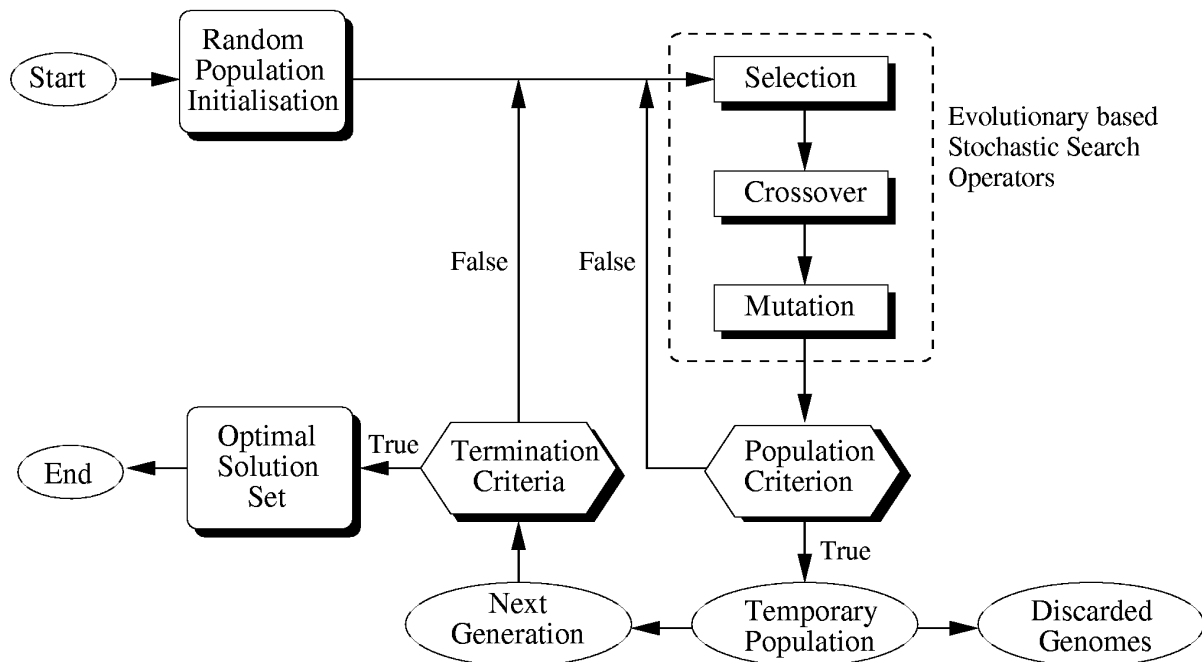 Start
Random
Population
Initialisation
Selection
Crossover
Mutation
Evolutionary based
Stochastic Search
Operators
False
False
End
Optimal
Solution
Set
True
Termination
Criteria
Population
Criterion
True
Next
Generation
Temporary
Population
Discarded
Genomes